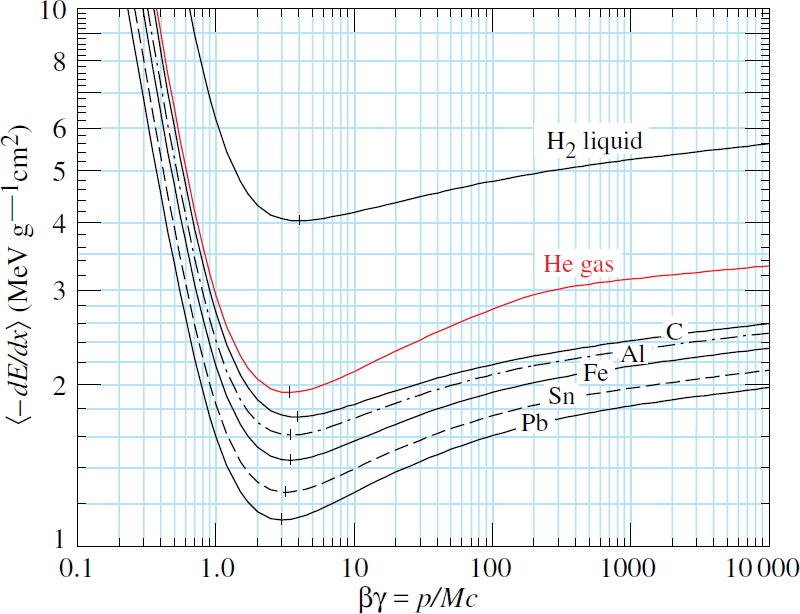 10
8
6
5
4
3
2
1
⟨−dE/dx⟩ (MeV g—1cm2)
H2 liquid
He gas
C
Al
Fe
Sn
Pb
0.1 1.0 10 100 1000 10 000
βγ = p/Mc